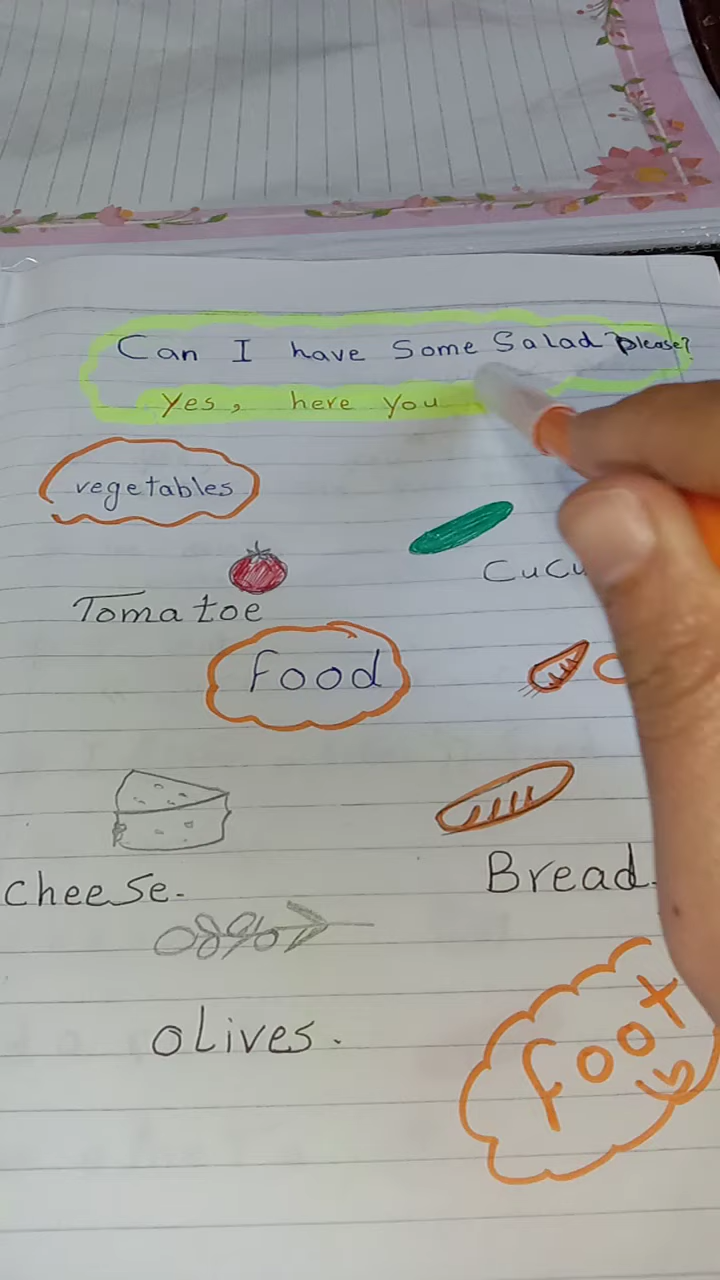 Can I have Some Salad please?
yes, here you
vegetables
Tomatoe
Food
cheese.
Bread.
oLives.
Foot